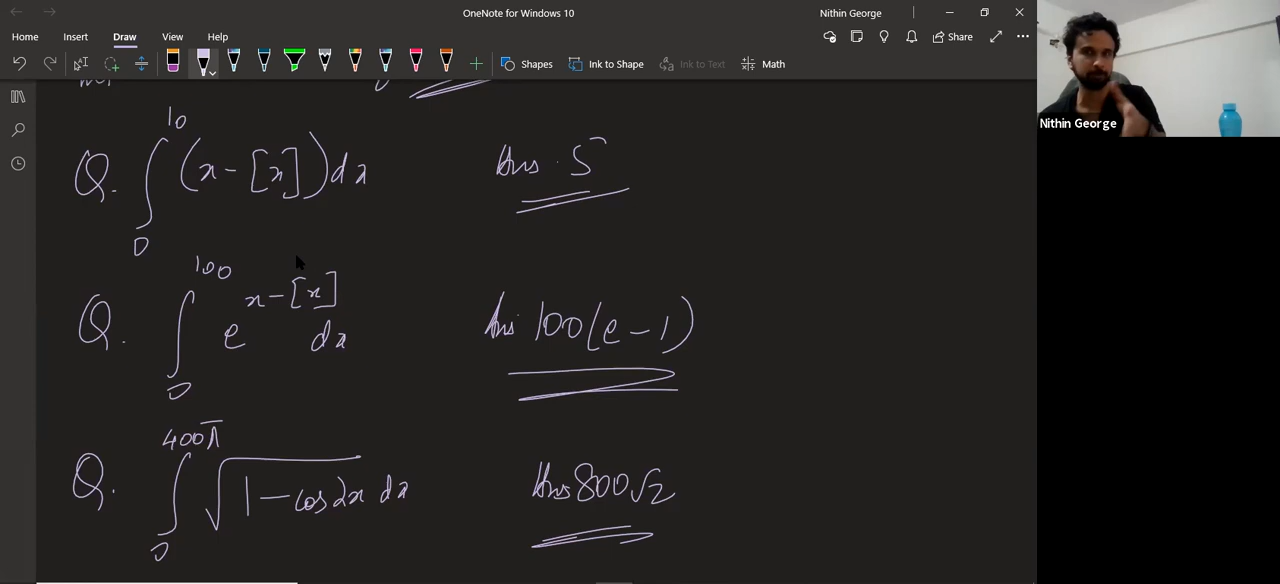 OneNote for Windows 10
Nithin George
Home Insert Draw View Help
Share
Shapes Ink to Shape Ink to Text Math
Nithin George
Q. ∫₀¹⁰ (x - [x]) dx Ans. 5
Q. ∫₀¹⁰⁰ e^(x - [x]) dx Ans 100(e - 1)
Q. ∫₀^(400π) √(1 - cos2x) dx Ans 800√2